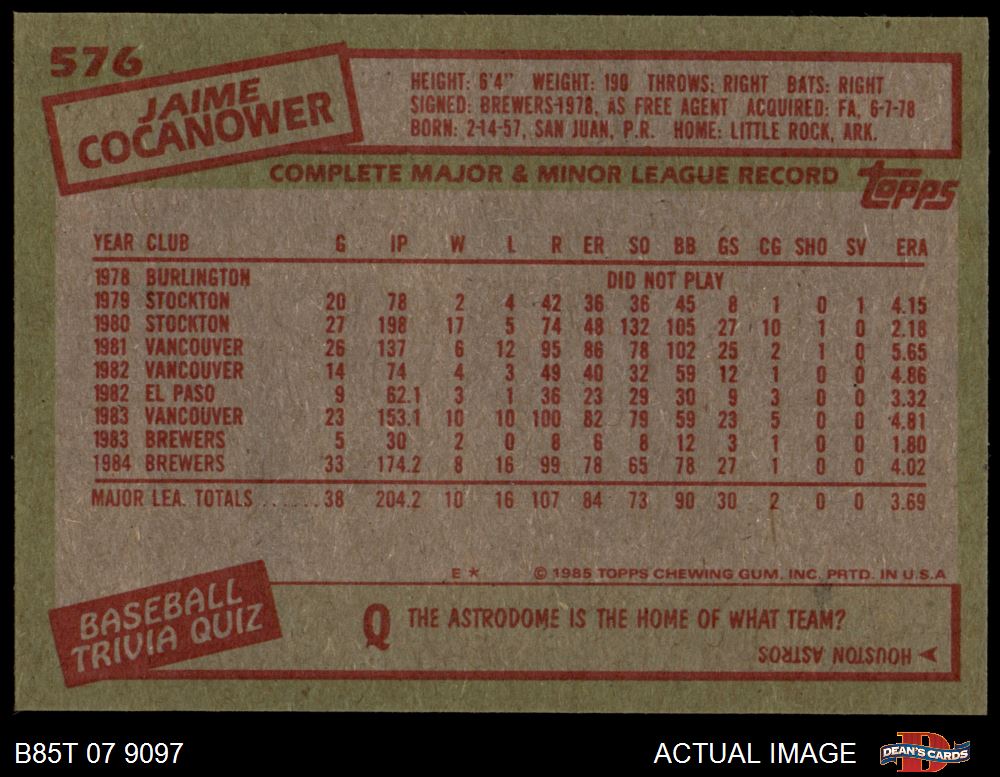 576
JAIME
COCANOWER
HEIGHT: 6'4" WEIGHT: 190 THROWS: RIGHT BATS: RIGHT
SIGNED: BREWERS-1978, AS FREE AGENT ACQUIRED: FA, 6-7-78
BORN: 2-14-57, SAN JUAN, P.R. HOME: LITTLE ROCK, ARK.
COMPLETE MAJOR & MINOR LEAGUE RECORD
TOPPS
YEAR CLUB G IP W L R ER SO BB GS CG SHO SV ERA
1978 BURLINGTON DID NOT PLAY
1979 STOCKTON 20 78 2 4 42 36 36 45 8 1 0 1 4.15
1980 STOCKTON 27 198 17 5 74 48 132 105 27 10 1 0 2.18
1981 VANCOUVER 26 137 6 12 95 86 78 102 25 2 1 0 5.65
1982 VANCOUVER 14 74 4 3 49 40 32 59 12 1 0 0 4.86
1982 EL PASO 9 62.1 3 1 36 23 29 30 9 3 0 0 3.32
1983 VANCOUVER 23 153.1 10 10 100 82 79 59 23 5 0 0 4.81
1983 BREWERS 5 30 2 0 8 6 8 12 3 1 0 0 1.80
1984 BREWERS 33 174.2 8 16 99 78 65 78 27 1 0 0 4.02
MAJOR LEA. TOTALS ...... 38 204.2 10 16 107 84 73 90 30 2 0 0 3.69
E * © 1985 TOPPS CHEWING GUM, INC. PRTD. IN U.S.A
BASEBALL
TRIVIA QUIZ
Q THE ASTRODOME IS THE HOME OF WHAT TEAM?
HOUSTON ASTROS
B85T 07 9097
ACTUAL IMAGE
D
DEAN'S CARDS